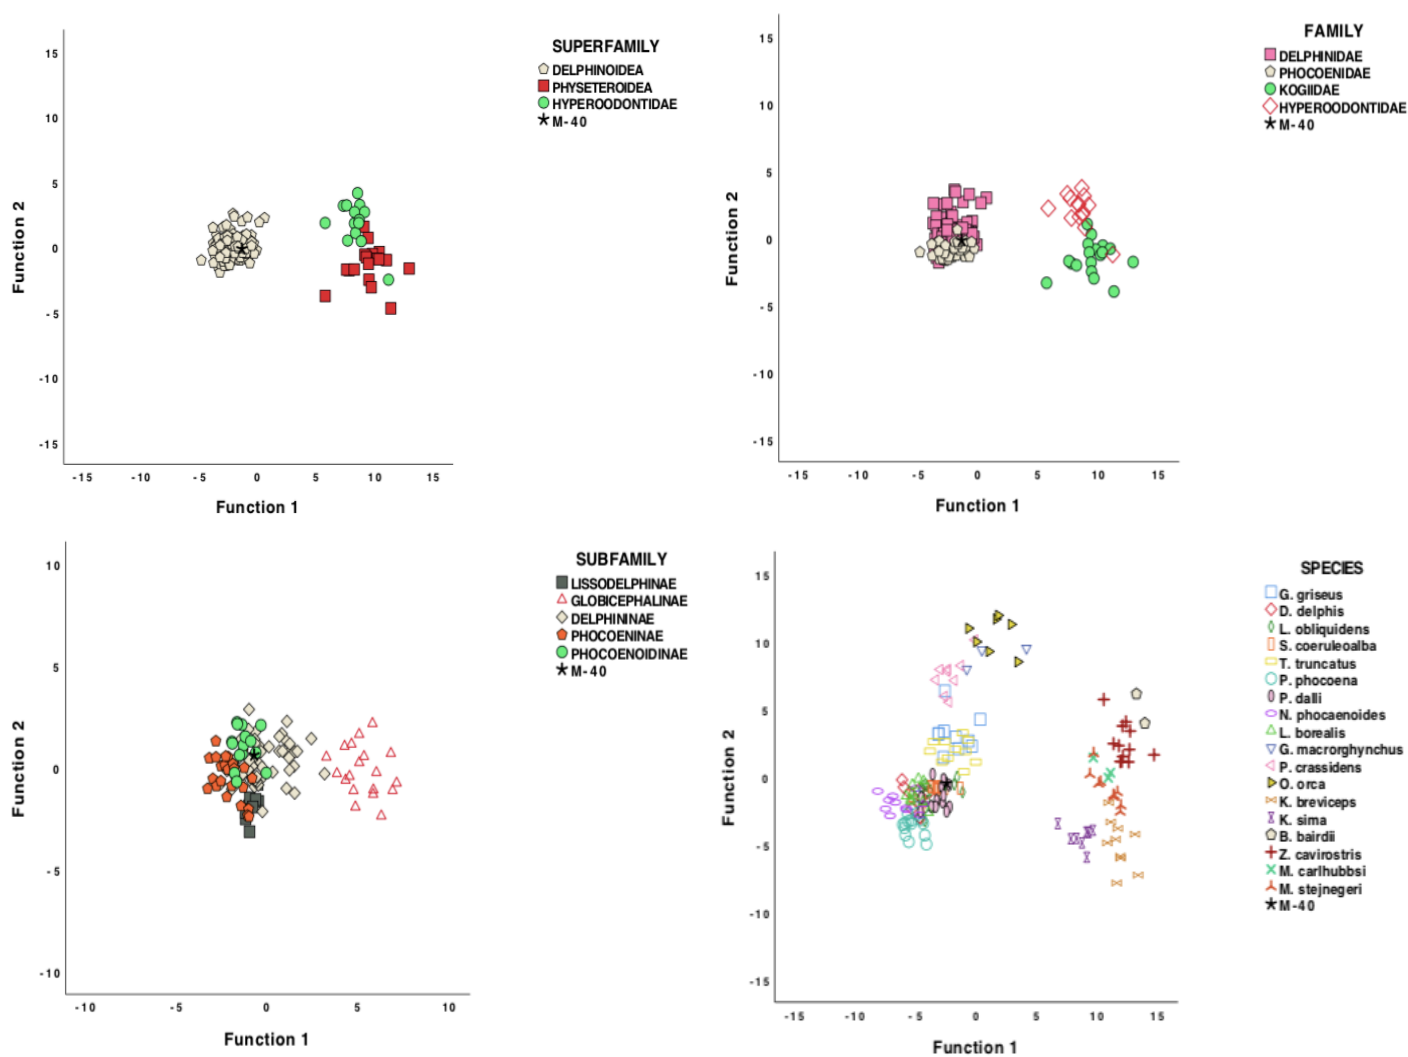 SUPERFAMILY
DELPHINOIDEA
PHYSETEROIDEA
HYPEROODONTIDAE
M-40
15
10
5
0
-5
-10
-15
Function 2
-15 -10 -5 0 5 10 15
Function 1
FAMILY
DELPHINIDAE
PHOCOENIDAE
KOGIIDAE
HYPEROODONTIDAE
M-40
15
10
5
0
-5
-10
-15
Function 2
-15 -10 -5 0 5 10 15
Function 1
SUBFAMILY
LISSODELPHINAE
GLOBICEPHALINAE
DELPHININAE
PHOCOENINAE
PHOCOENOIDINAE
M-40
10
5
0
-5
-10
Function 2
-10 -5 0 5 10
Function 1
SPECIES
G. griseus
D. delphis
L. obliquidens
S. coeruleoalba
T. truncatus
P. phocoena
P. dalli
N. phocaenoides
L. borealis
G. macrorghynchus
P. crassidens
O. orca
K. breviceps
K. sima
B. bairdii
Z. cavirostris
M. carlhubbsi
M. stejnegeri
M-40
15
10
5
0
-5
-10
-15
Function 2
-15 -10 -5 0 5 10 15
Function 1